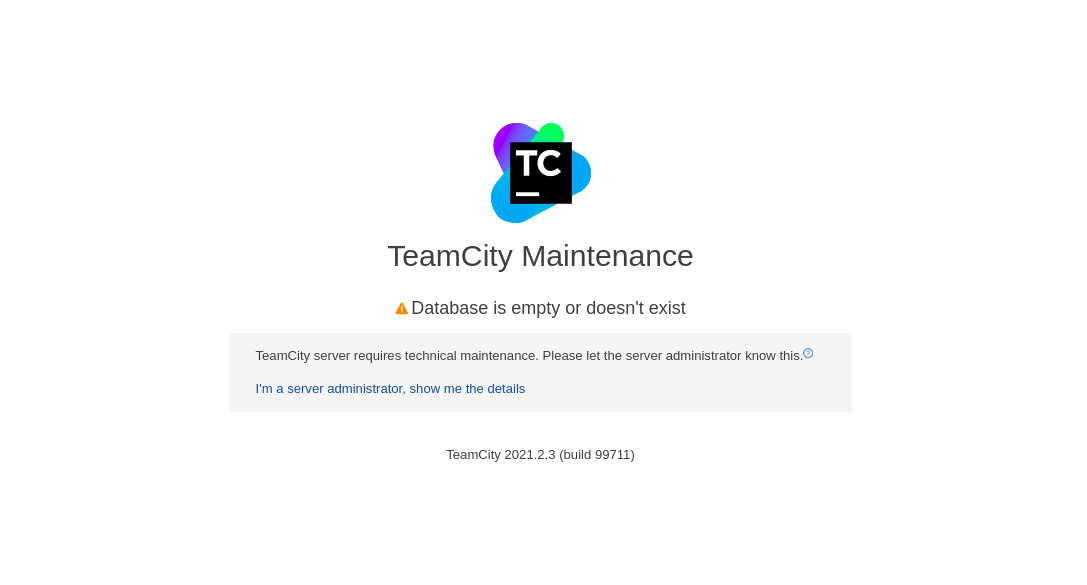 TC
TeamCity Maintenance
Database is empty or doesn't exist
TeamCity server requires technical maintenance. Please let the server administrator know this.
I'm a server administrator, show me the details
TeamCity 2021.2.3 (build 99711)